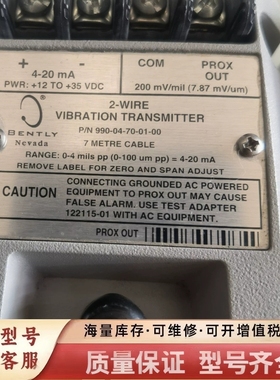 + -
4-20 mA
PWR: +12 TO +35 VDC
COM
PROX
OUT
200 mV/mil (7.87 mV/um)
BENTLY
Nevada
2-WIRE
VIBRATION TRANSMITTER
P/N 990-04-70-01-00
7 METRE CABLE
RANGE: 0-4 mils pp (0-100 um pp) = 4-20 mA
REMOVE LABEL FOR ZERO AND SPAN ADJUST
CAUTION
CONNECTING GROUNDED AC POWERED
EQUIPMENT TO PROX OUT MAY CAUSE
FALSE ALARM. USE TEST ADAPTER
122115-01 WITH AC EQUIPMENT.
PROX OUT
型号
客服
海量库存·可维修·可开增值税
质量保证 型号齐全